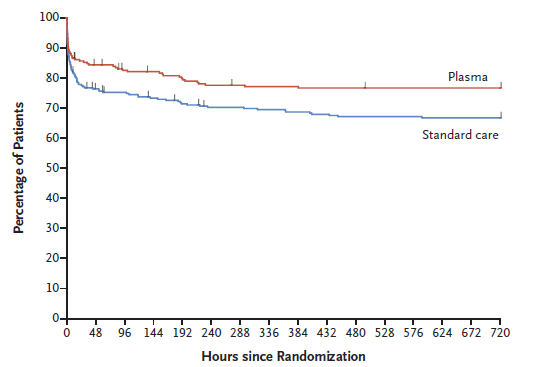 100
90
80
70
60
50
40
30
20
10
0
Percentage of Patients
Plasma
Standard care
0 48 96 144 192 240 288 336 384 432 480 528 576 624 672 720
Hours since Randomization